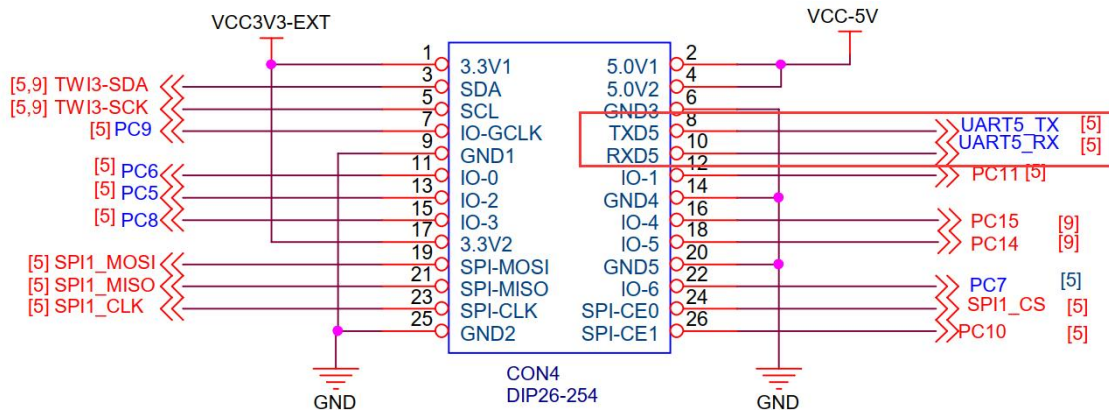 VCC3V3-EXT VCC-5V
1 3.3V1 5.0V1 2
[5,9] TWI3-SDA 3 SDA 5.0V2 4
[5,9] TWI3-SCK 5 SCL GND3 6
[5] PC9 7 IO-GCLK TXD5 8 UART5_TX [5]
9 GND1 RXD5 10 UART5_RX [5]
[5] PC6 11 IO-0 IO-1 12 PC11 [5]
[5] PC5 13 IO-2 GND4 14
[5] PC8 15 IO-3 IO-4 16 PC15 [9]
17 3.3V2 IO-5 18 PC14 [9]
[5] SPI1_MOSI 19 SPI-MOSI GND5 20
[5] SPI1_MISO 21 SPI-MISO IO-6 22 PC7 [5]
[5] SPI1_CLK 23 SPI-CLK SPI-CE0 24 SPI1_CS [5]
25 GND2 SPI-CE1 26 PC10 [5]
CON4
DIP26-254
GND GND